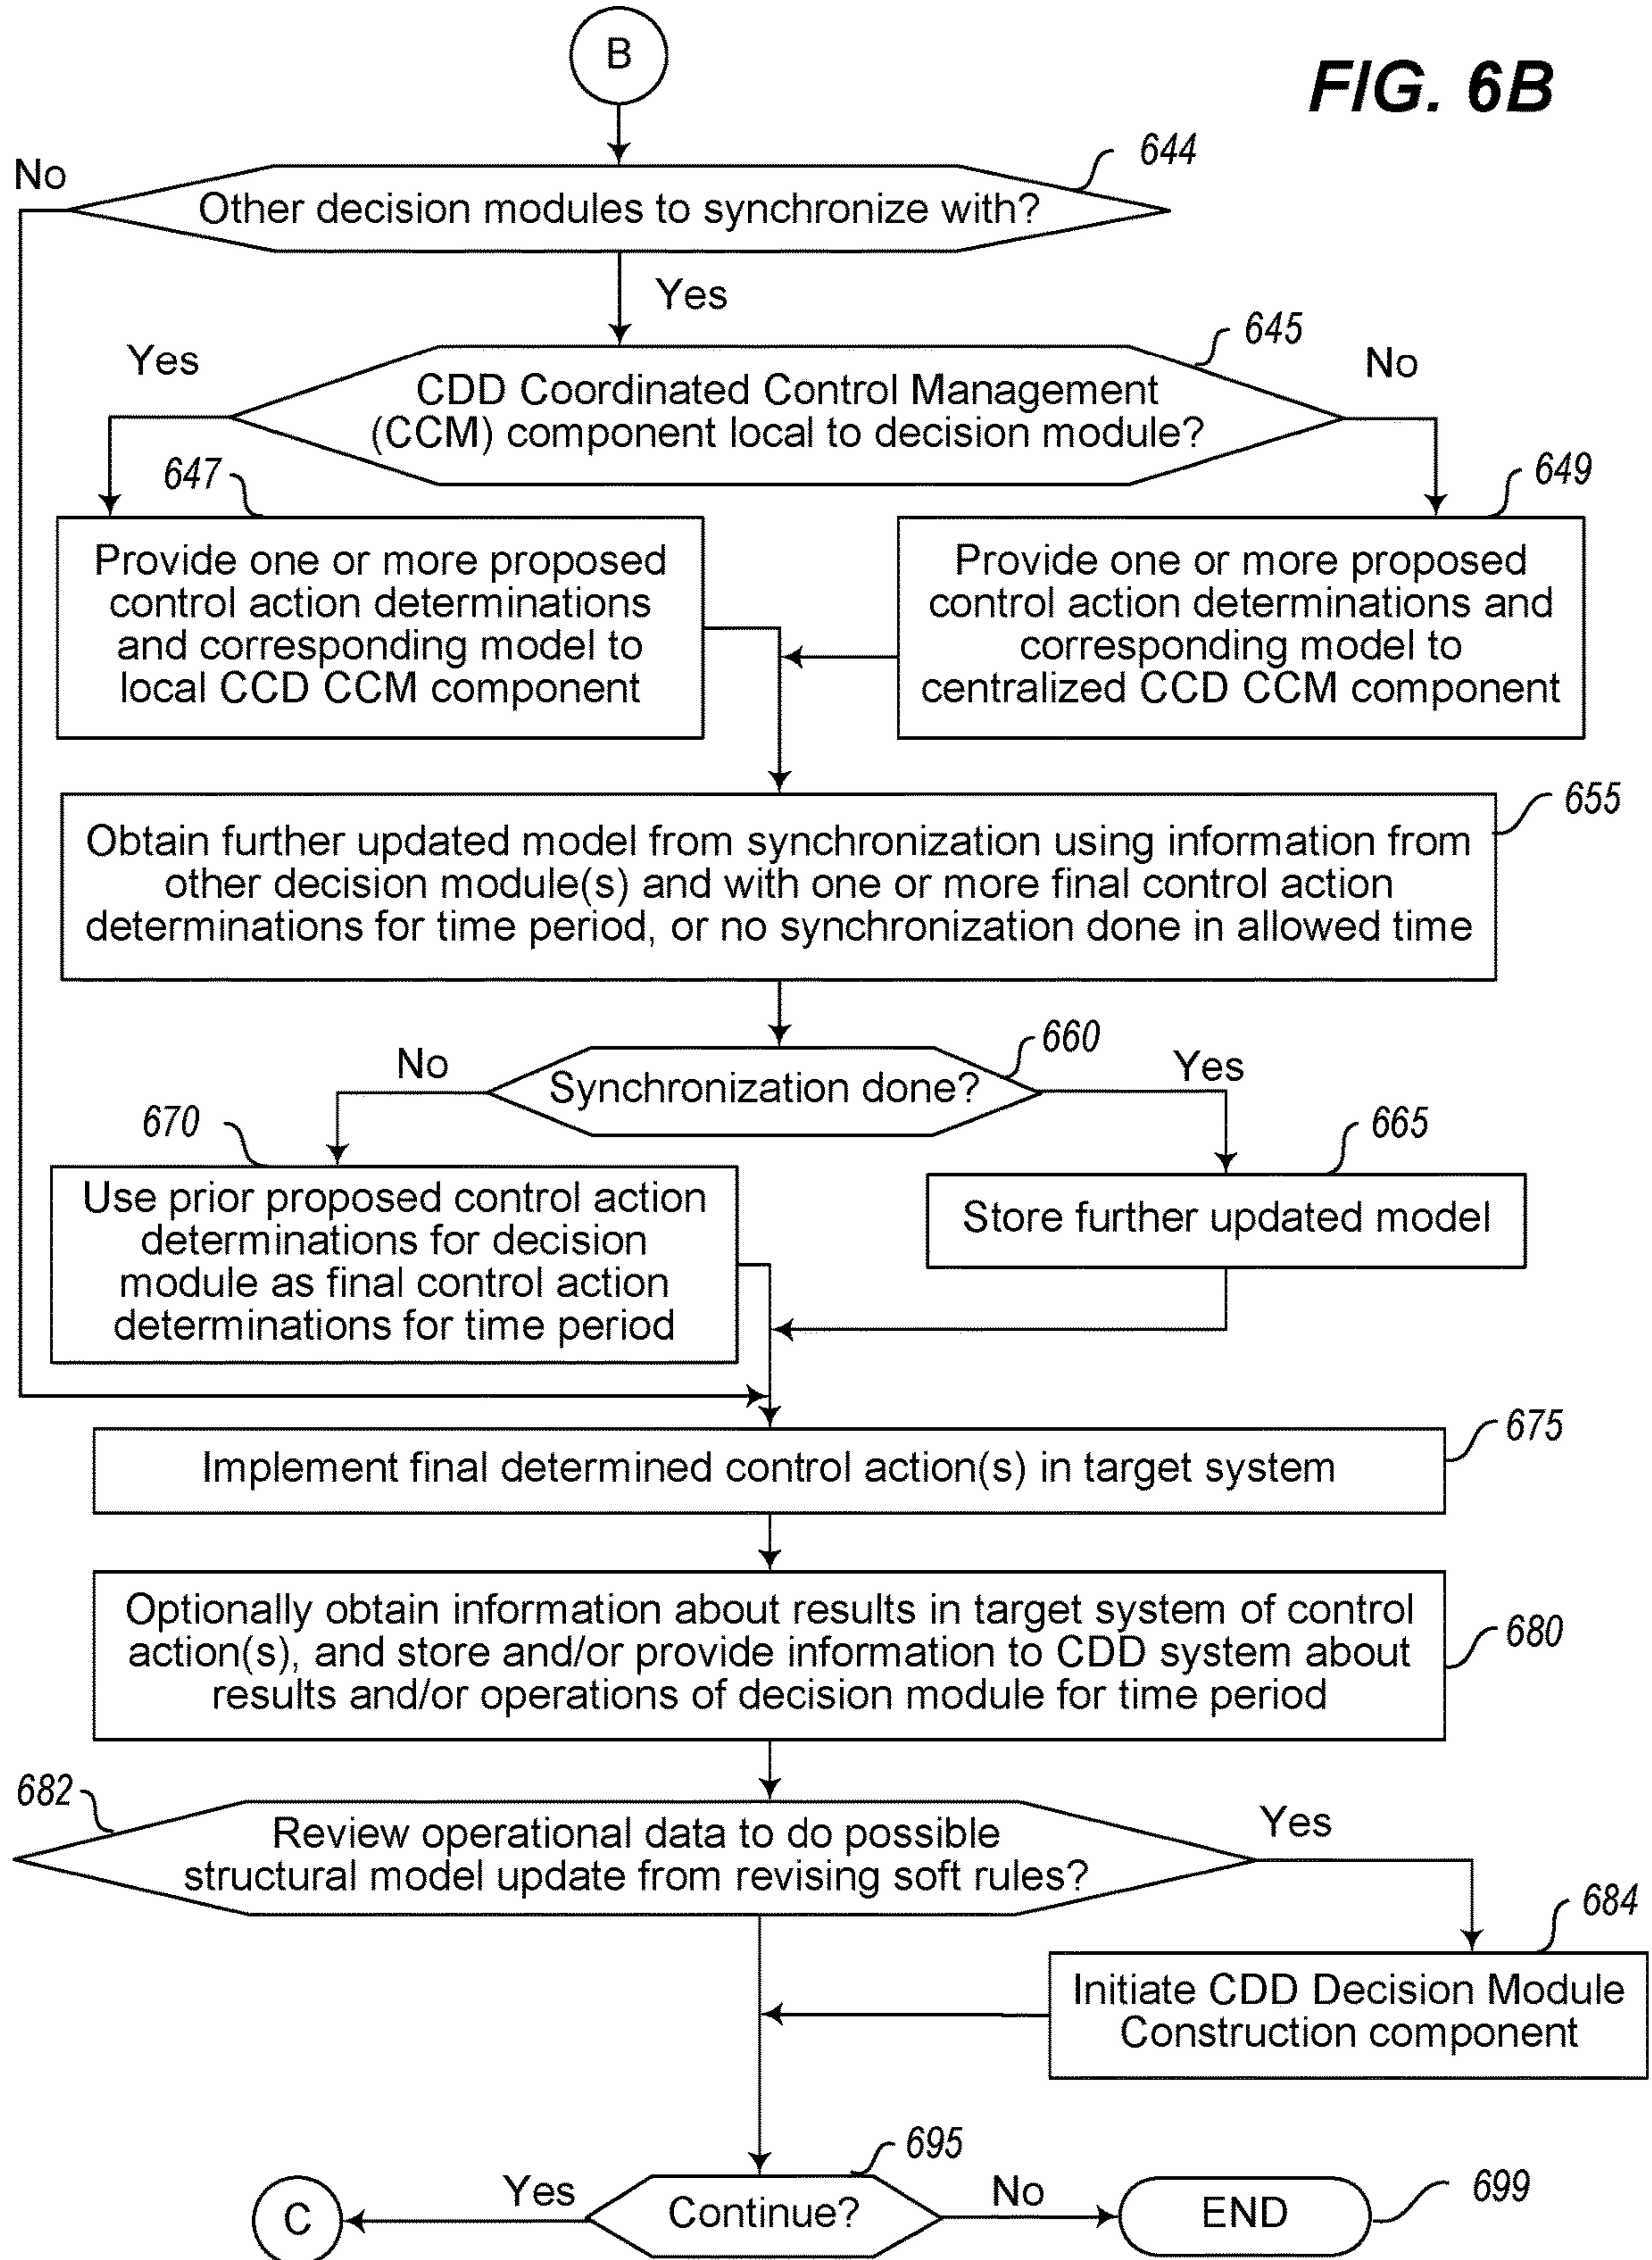 B
FIG. 6B
644
No
Other decision modules to synchronize with?
Yes
645
Yes
No
CDD Coordinated Control Management
(CCM) component local to decision module?
647
649
Provide one or more proposed
control action determinations
and corresponding model to
local CCD CCM component
Provide one or more proposed
control action determinations and
corresponding model to
centralized CCD CCM component
655
Obtain further updated model from synchronization using information from
other decision module(s) and with one or more final control action
determinations for time period, or no synchronization done in allowed time
660
No
Yes
Synchronization done?
670
665
Use prior proposed control action
determinations for decision
module as final control action
determinations for time period
Store further updated model
675
Implement final determined control action(s) in target system
Optionally obtain information about results in target system of control
action(s), and store and/or provide information to CDD system about
results and/or operations of decision module for time period
680
682
Yes
Review operational data to do possible
structural model update from revising soft rules?
684
Initiate CDD Decision Module
Construction component
695
Yes
No
699
C
Continue?
END